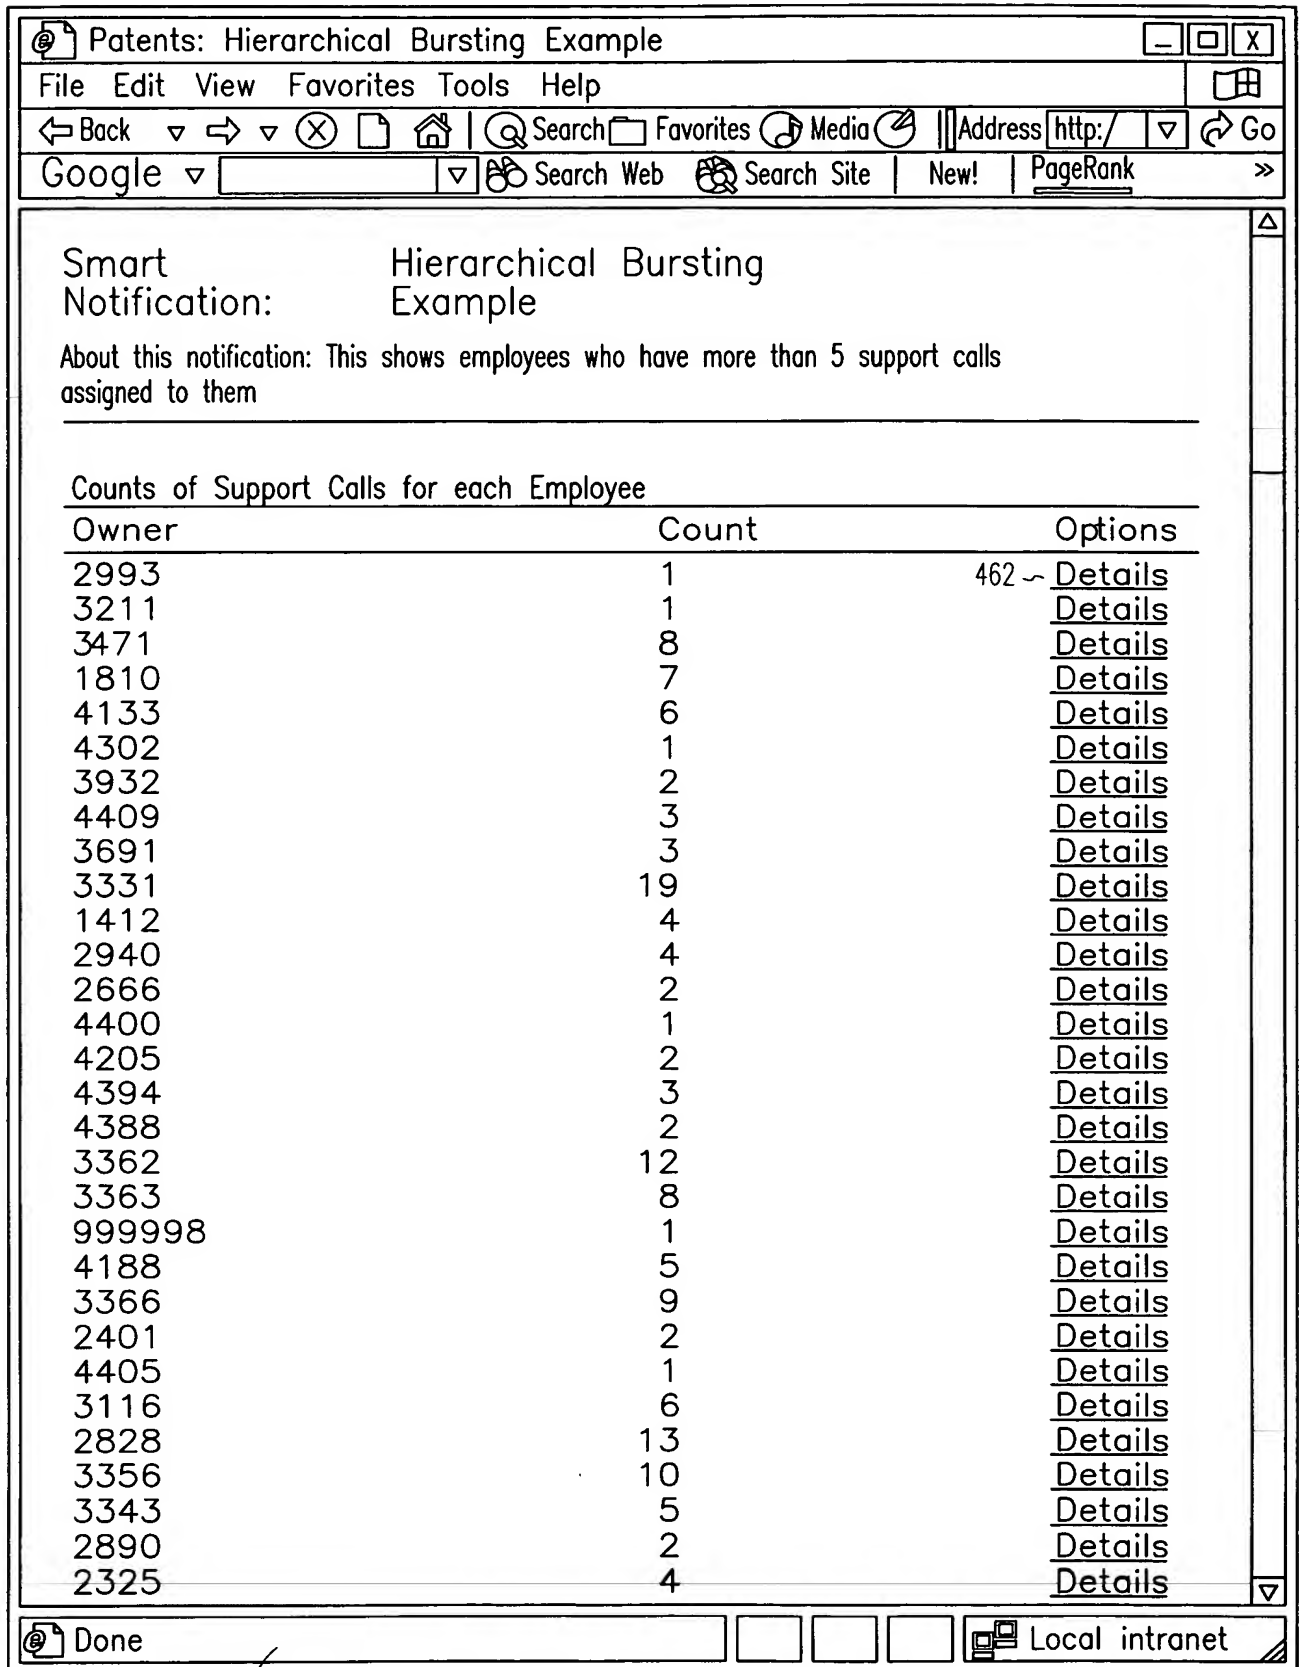 Patents: Hierarchical Bursting Example
File Edit View Favorites Tools Help
Back Search Favorites Media Address http:/ Go
Google Search Web Search Site New! PageRank »
Smart Hierarchical Bursting
Notification: Example
About this notification: This shows employees who have more than 5 support calls
assigned to them
Counts of Support Calls for each Employee
Owner Count Options
2993 1 462 Details
3211 1 Details
3471 8 Details
1810 7 Details
4133 6 Details
4302 1 Details
3932 2 Details
4409 3 Details
3691 3 Details
3331 19 Details
1412 4 Details
2940 4 Details
2666 2 Details
4400 1 Details
4205 2 Details
4394 3 Details
4388 2 Details
3362 12 Details
3363 8 Details
999998 1 Details
4188 5 Details
3366 9 Details
2401 2 Details
4405 1 Details
3116 6 Details
2828 13 Details
3356 10 Details
3343 5 Details
2890 2 Details
2325 4 Details
Done Local intranet